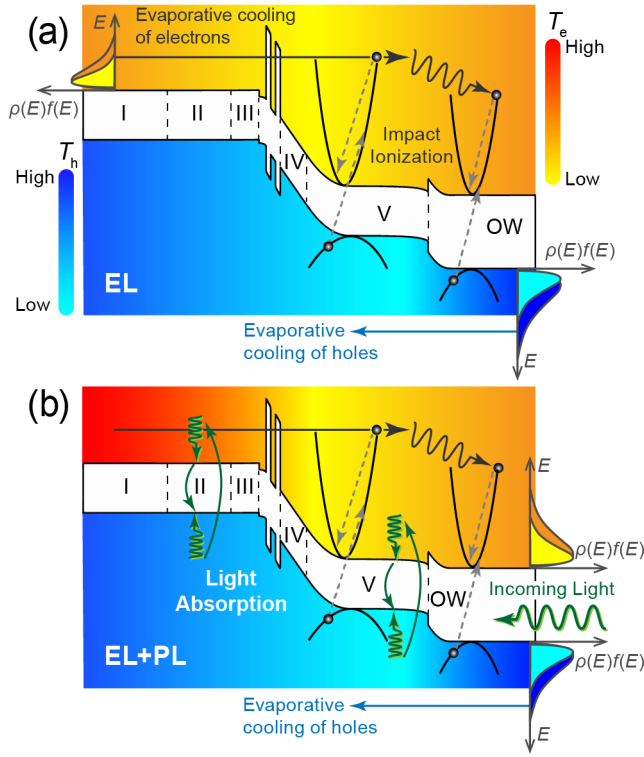 (a)
E
Evaporative cooling
of electrons
ρ(E)f(E)
I
II
III
IV
V
OW
Impact
Ionization
Te
High
Low
Th
High
Low
EL
ρ(E)f(E)
E
Evaporative
cooling of holes
(b)
I
II
III
IV
V
OW
Light
Absorption
EL+PL
E
ρ(E)f(E)
Incoming Light
ρ(E)f(E)
E
Evaporative
cooling of holes